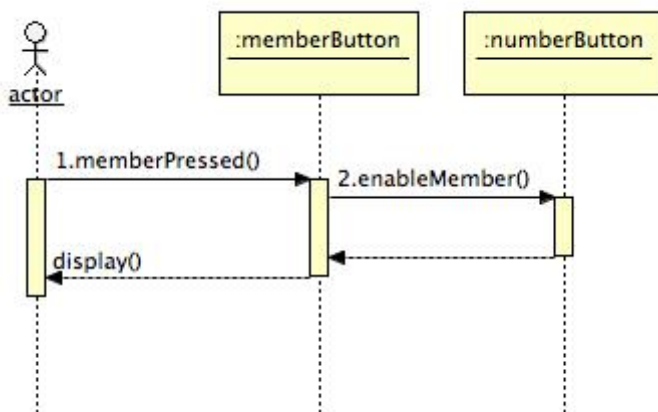 :memberButton
:numberButton
actor
1.memberPressed()
2.enableMember()
display()